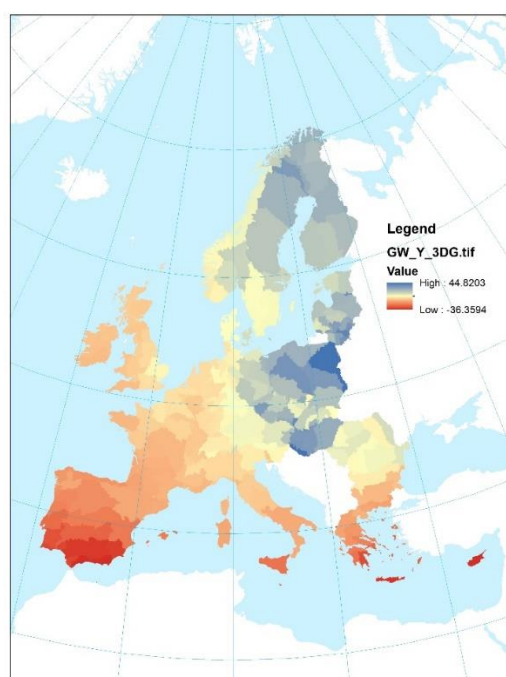 Legend
GW_Y_3DG.tif
Value
High : 44.8203
Low : -36.3594